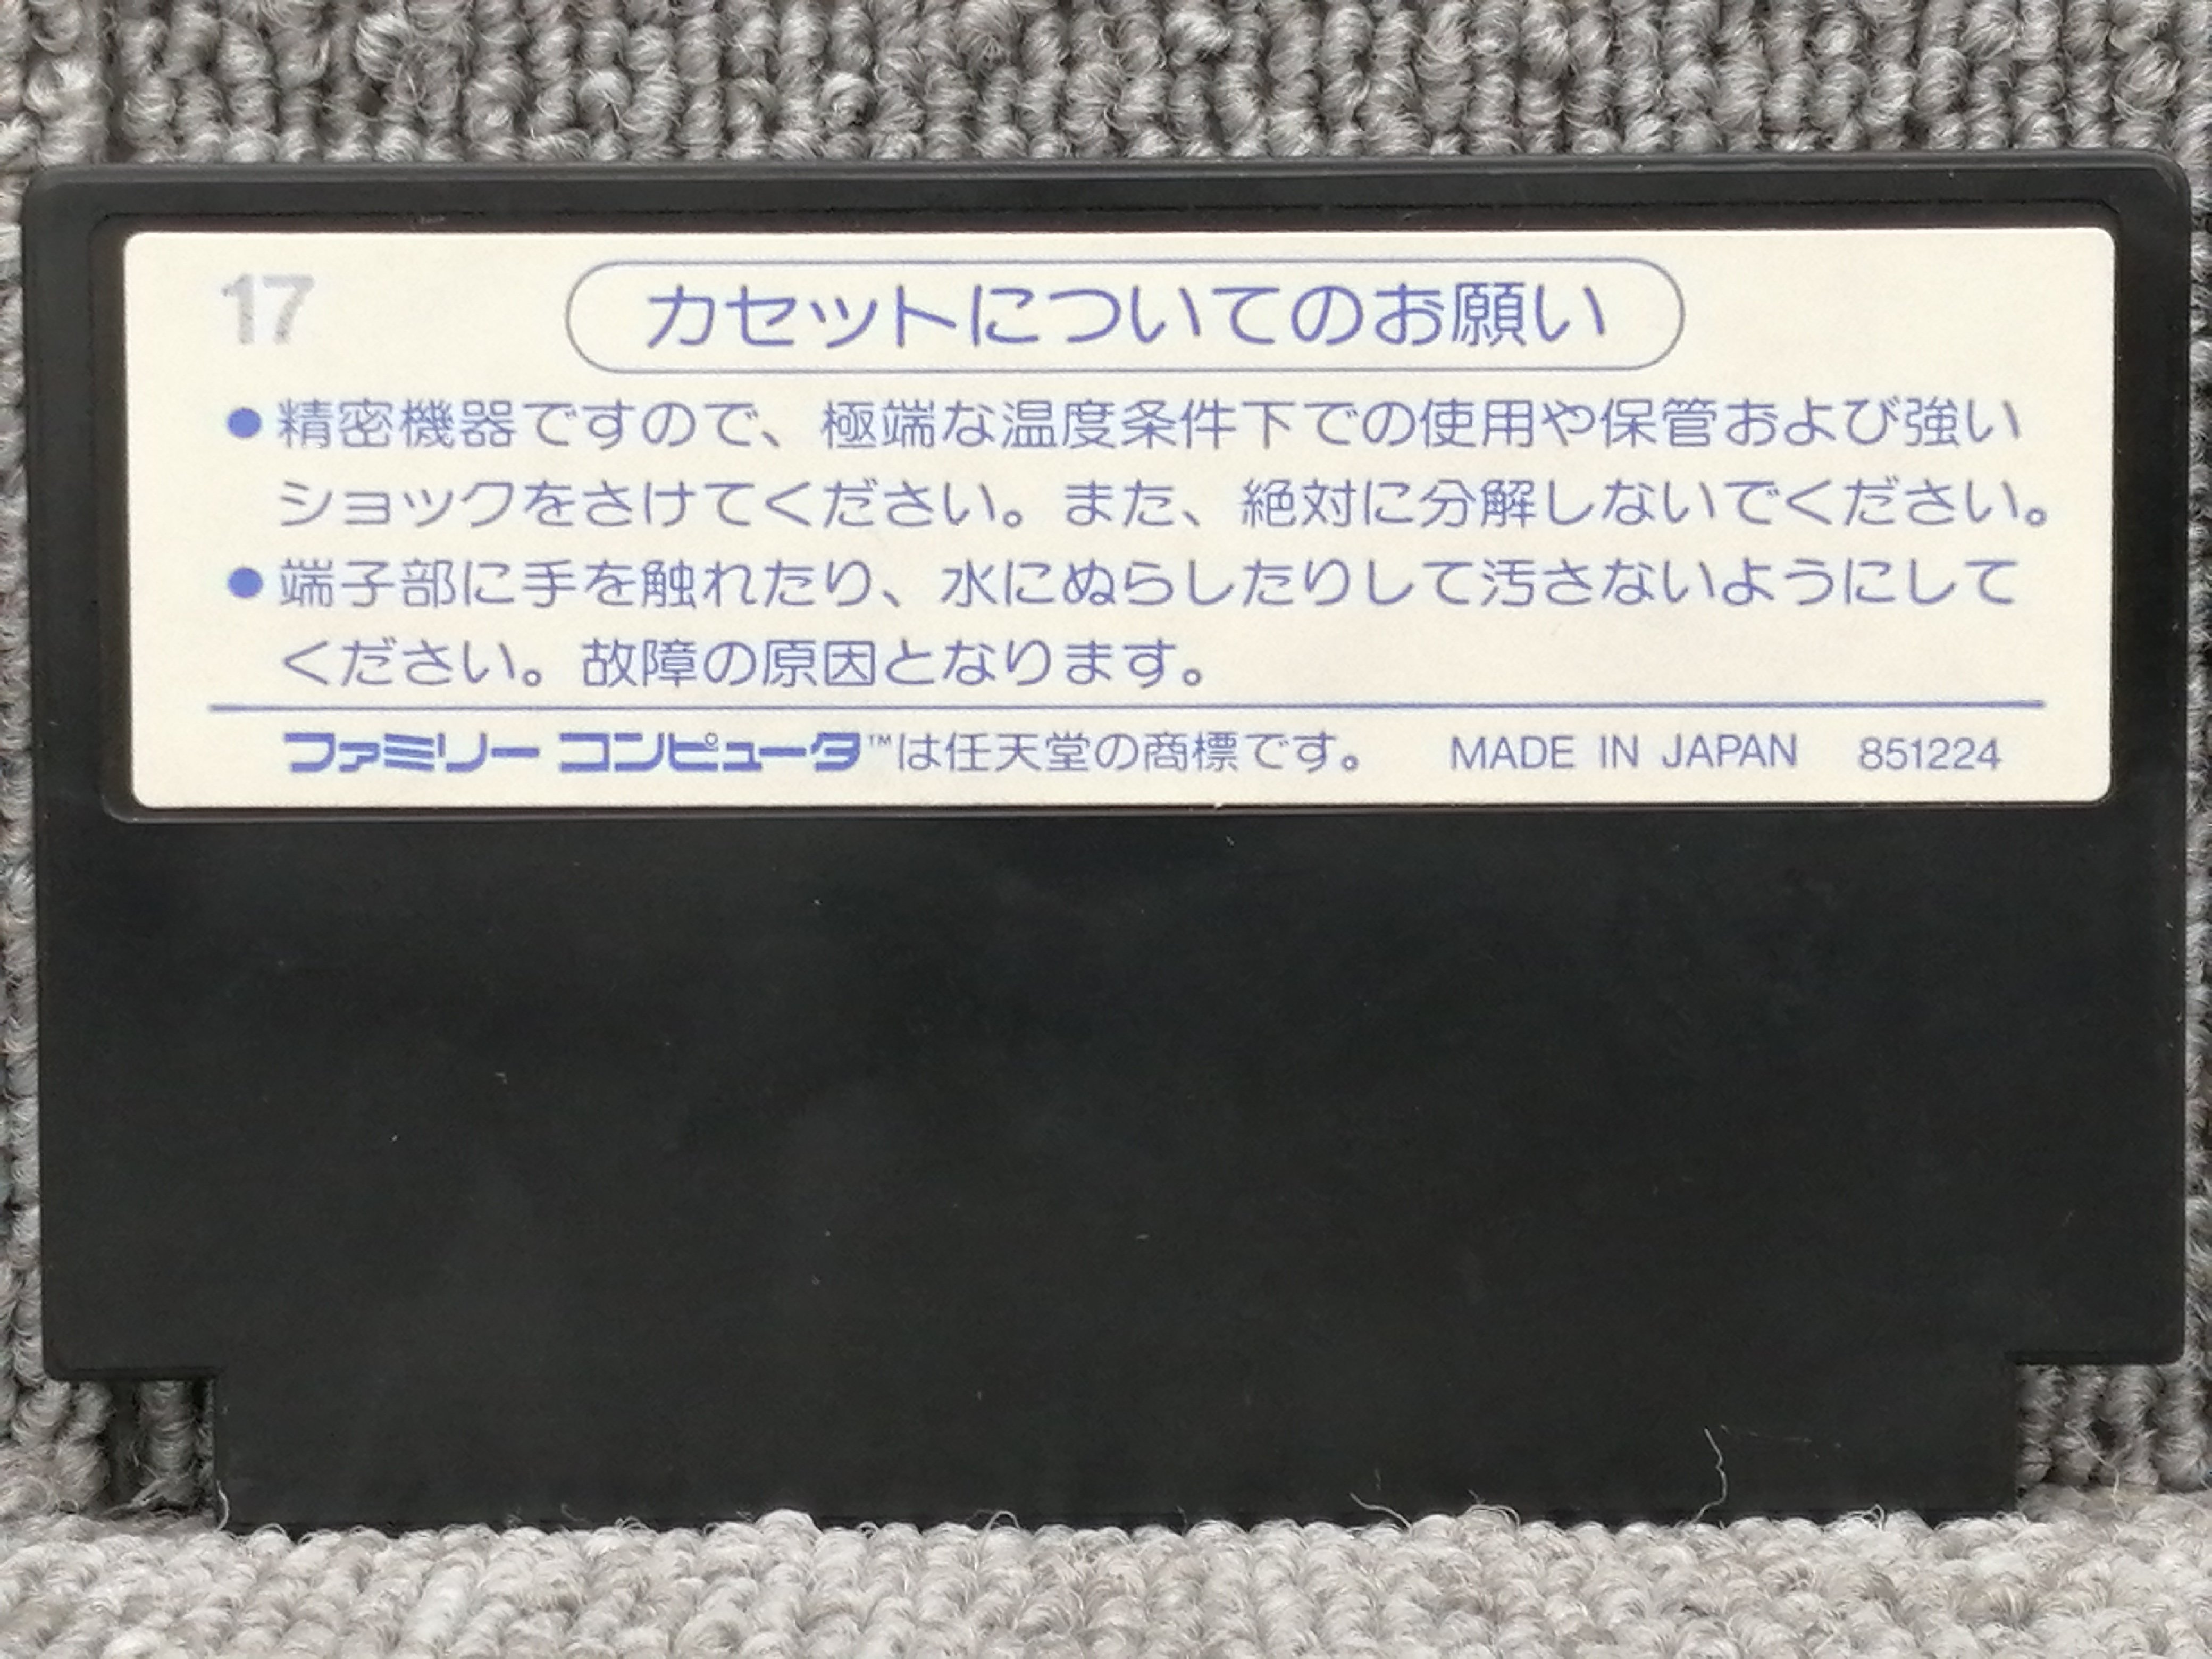 17
カセットについてのお願い
●精密機器ですので、極端な温度条件下での使用や保管および強い
ショックをさけてください。また、絶対に分解しないでください。
●端子部に手を触れたり、水にぬらしたりして汚さないようにして
ください。故障の原因となります。
ファミリー コンピュータ™は任天堂の商標です。 MADE IN JAPAN 851224